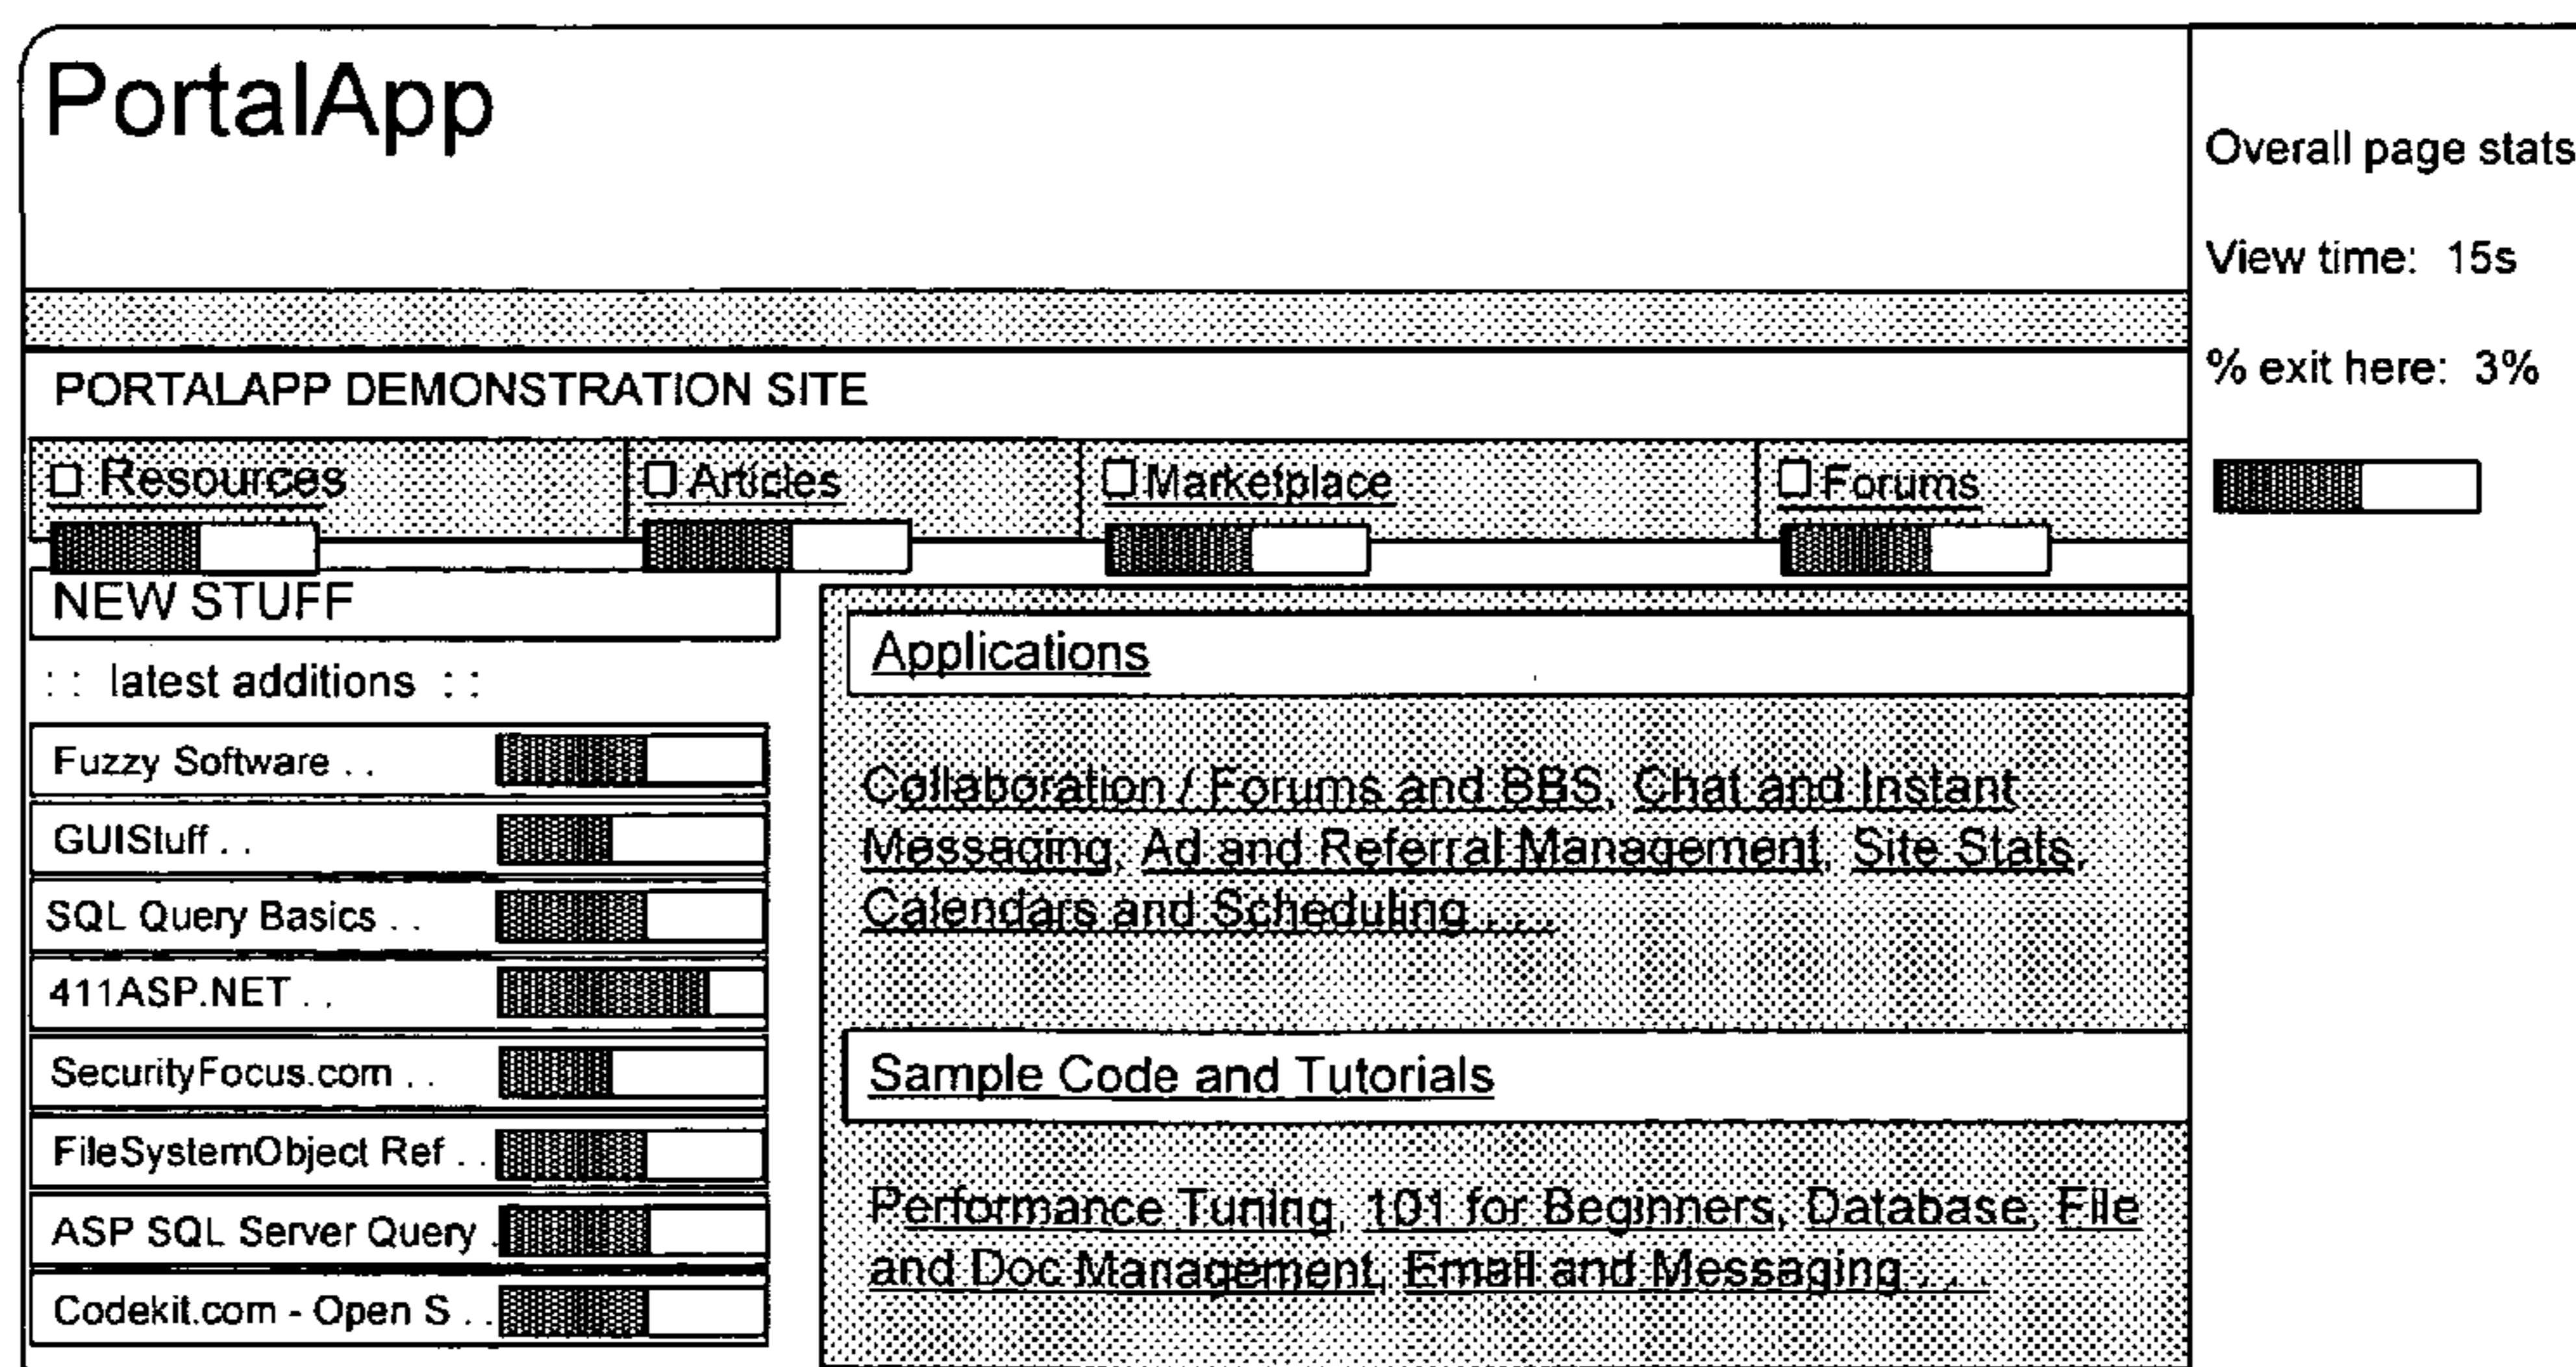 PortalApp
Overall page stats
View time: 15s
% exit here: 3%
PORTALAPP DEMONSTRATION SITE
Resources
Articles
Marketplace
Forums
NEW STUFF
: : latest additions : :
Fuzzy Software . .
GUIStuff . .
SQL Query Basics . .
411ASP.NET . .
SecurityFocus.com . .
FileSystemObject Ref . .
ASP SQL Server Query .
Codekit.com - Open S . .
Applications
Collaboration / Forums and BBS, Chat and Instant
Messaging, Ad and Referral Management, Site Stats,
Calendars and Scheduling . . .
Sample Code and Tutorials
Performance Tuning, 101 for Beginners, Database, File
and Doc Management, Email and Messaging . . .